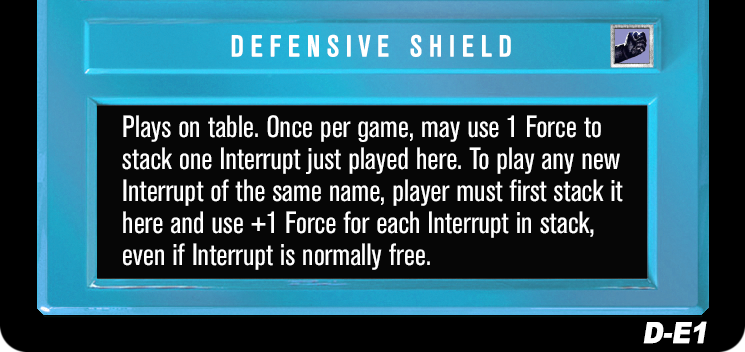 DEFENSIVE SHIELD
Plays on table. Once per game, may use 1 Force to
stack one Interrupt just played here. To play any new
Interrupt of the same name, player must first stack it
here and use +1 Force for each Interrupt in stack,
even if Interrupt is normally free.
D-E1